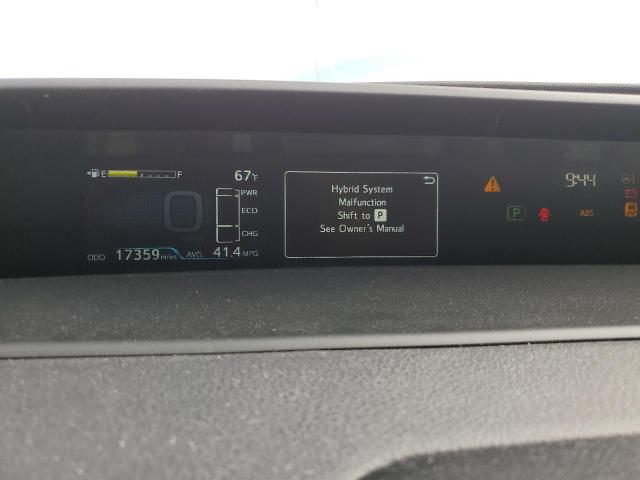 E F 67°F
PWR
ECO
CHG
0
ODO 17359 miles AVG 41.4 MPG
Hybrid System
Malfunction
Shift to P
See Owner's Manual
9:44
P ABS